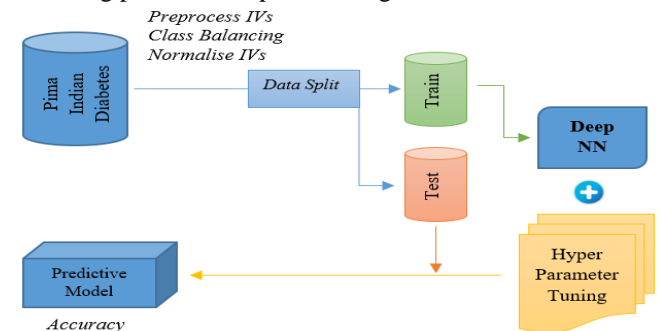 Preprocess IVs
Class Balancing
Normalise IVs
Pima
Indian
Diabetes
Data Split
Train
Deep
NN
Test
Hyper
Parameter
Tuning
Predictive
Model
Accuracy